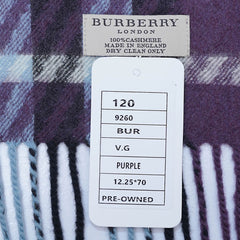 BURBERRY
LONDON
100%CASHMERE
MADE IN ENGLAND
DRY CLEAN ONLY
120
9260
BUR
V.G
PURPLE
12.25*70
PRE-OWNED